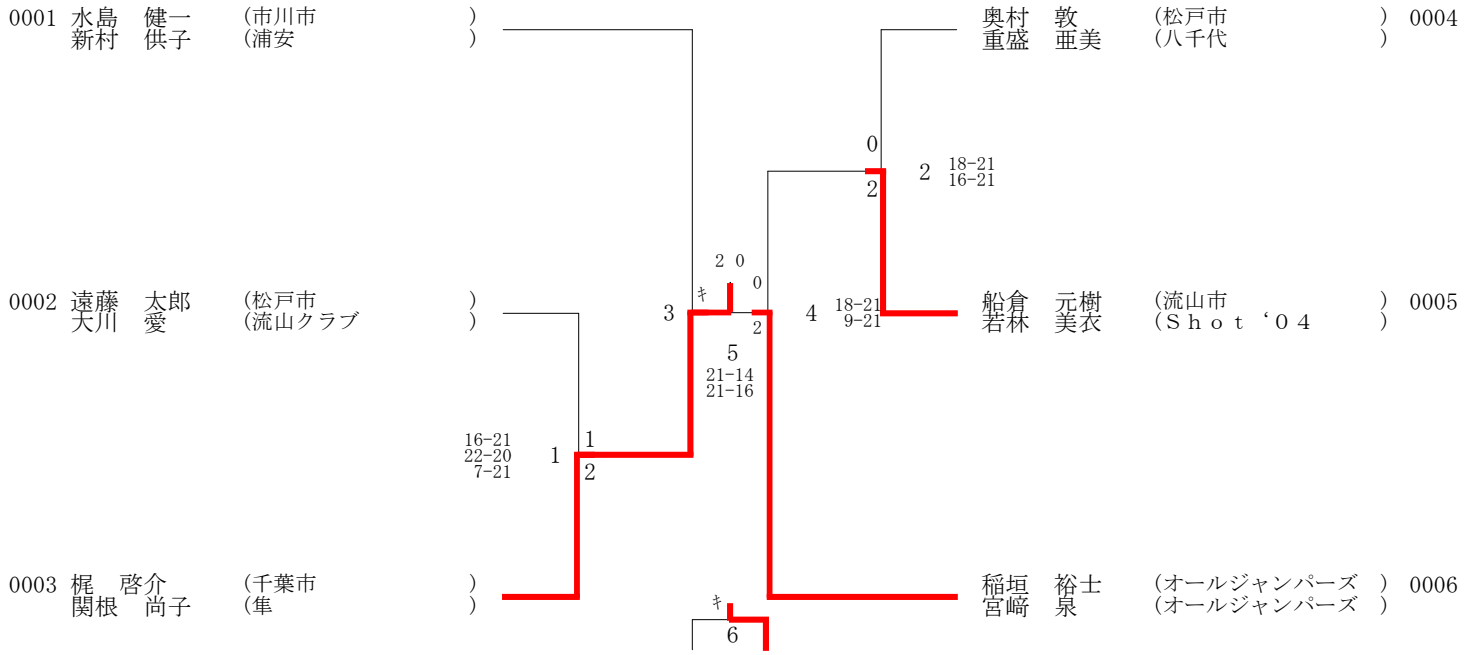 0001 水島　健一 (市川市 )
新村　供子 (浦安 )
奥村　敦 (松戸市 ) 0004
重盛　亜美 (八千代 )
0
2
2
18-21
16-21
0002 遠藤　太郎 (松戸市 )
大川　愛 (流山クラブ )
2 0
0
ｷ
3
2
4
18-21
9-21
5
21-14
21-16
船倉　元樹 (流山市 ) 0005
若林　美衣 (Ｓｈｏｔ ‘０４ )
16-21
22-20
7-21
1
1
2
0003 梶　啓介 (千葉市 )
関根　尚子 (隼 )
稲垣　裕士 (オールジャンパーズ ) 0006
宮﨑　泉 (オールジャンパーズ )
ｷ
6